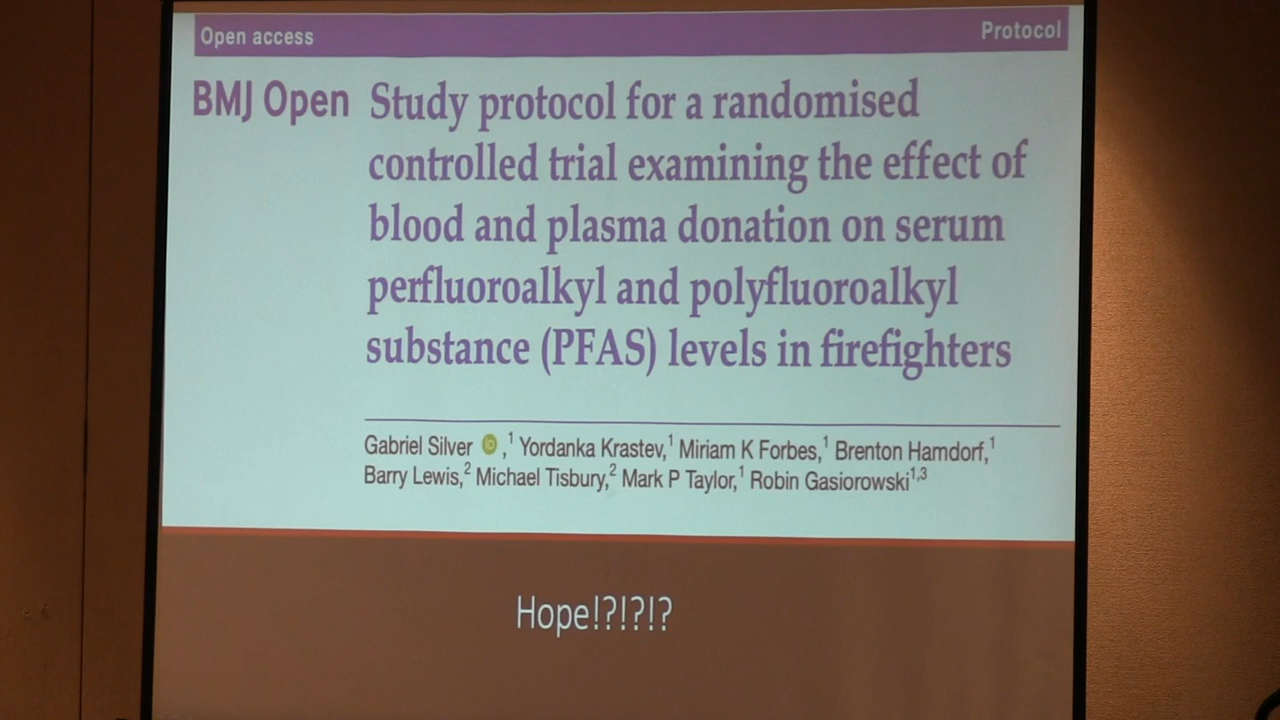 Open access
Protocol
BMJ Open
Study protocol for a randomised
controlled trial examining the effect of
blood and plasma donation on serum
perfluoroalkyl and polyfluoroalkyl
substance (PFAS) levels in firefighters
Gabriel Silver iD ,1 Yordanka Krastev,1 Miriam K Forbes,1 Brenton Hamdorf,1
Barry Lewis,2 Michael Tisbury,2 Mark P Taylor,1 Robin Gasiorowski1,3
Hope!?!?!?